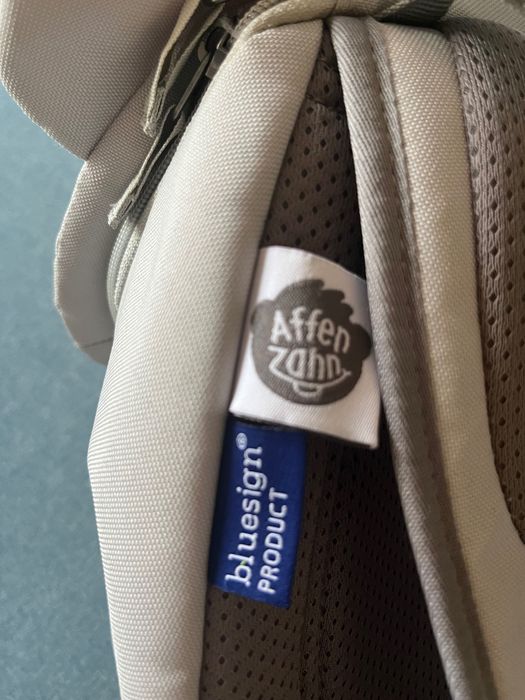 Affen
zahn
bluesign®
PRODUCT